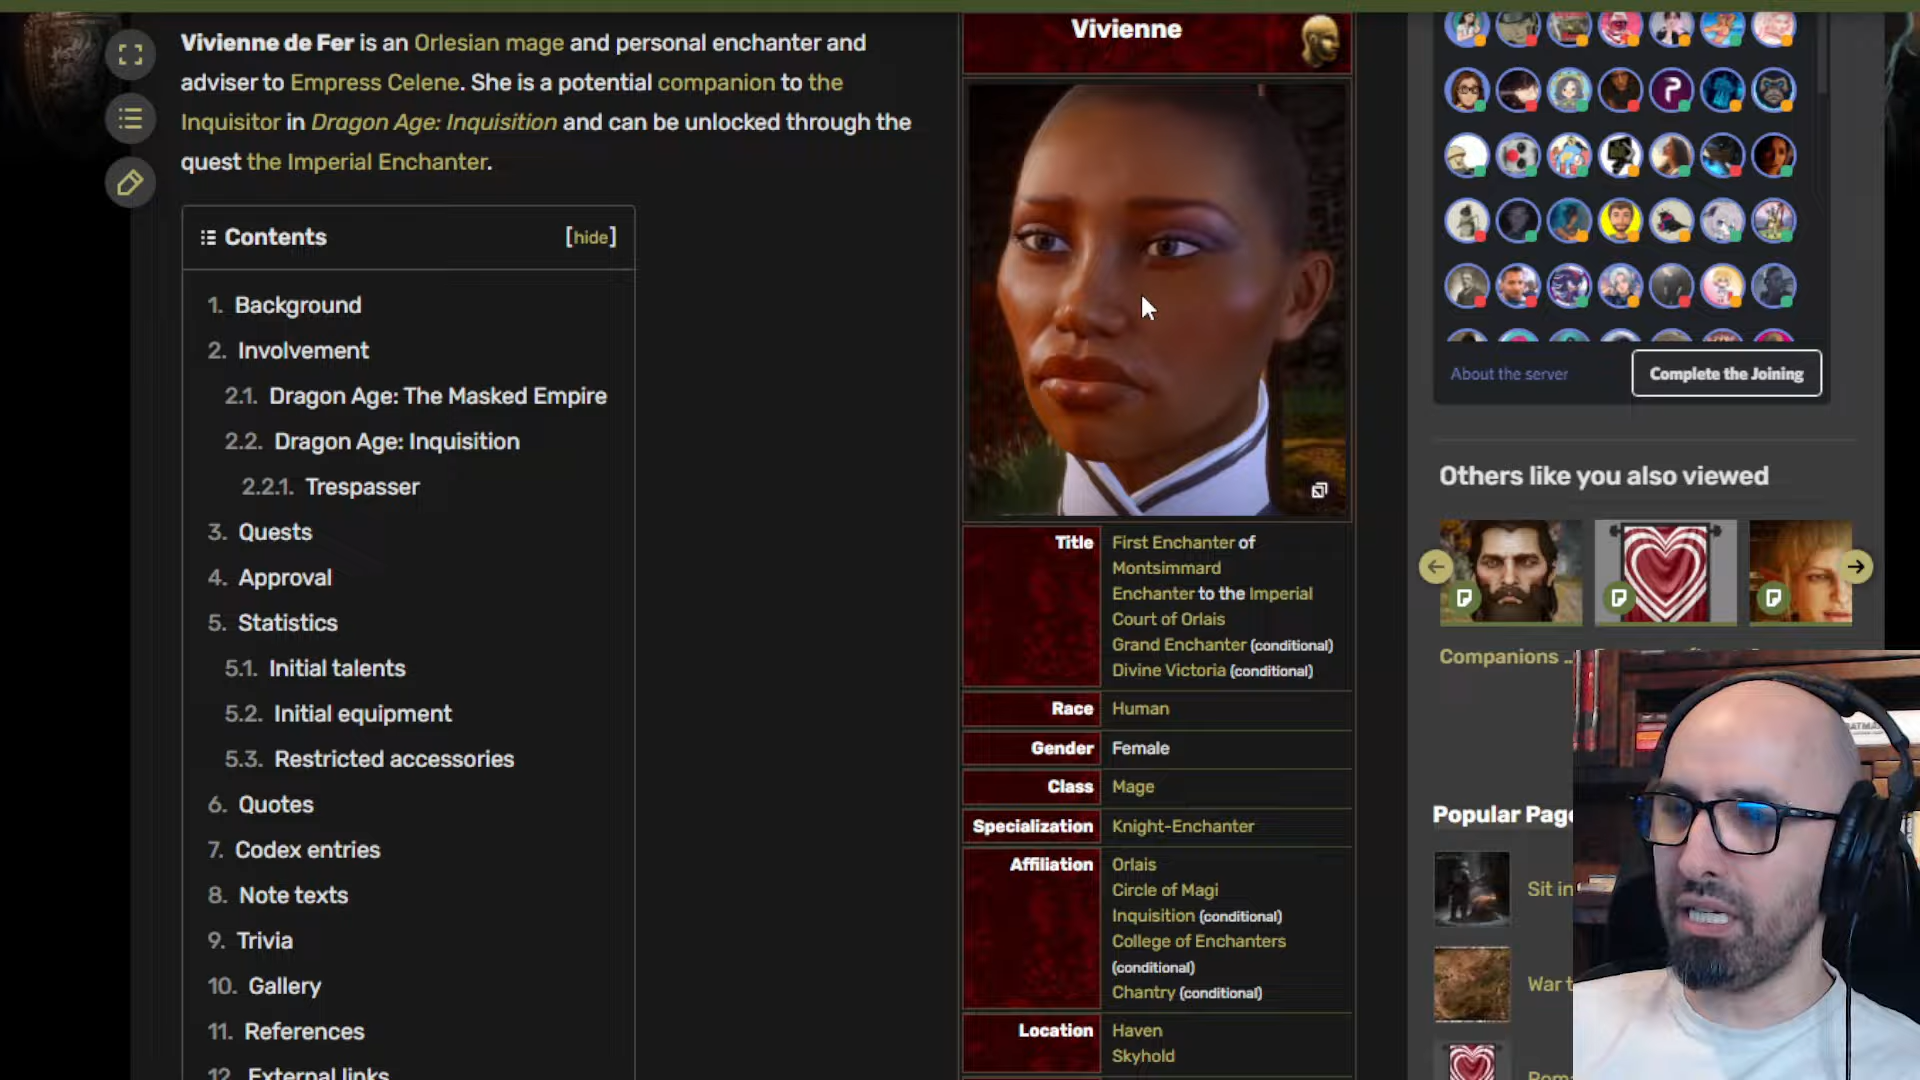 Vivienne de Fer is an Orlesian mage and personal enchanter and
adviser to Empress Celene. She is a potential companion to the
Inquisitor in Dragon Age: Inquisition and can be unlocked through the
quest the Imperial Enchanter.
Contents [hide]
1. Background
2. Involvement
2.1. Dragon Age: The Masked Empire
2.2. Dragon Age: Inquisition
2.2.1. Trespasser
3. Quests
4. Approval
5. Statistics
5.1. Initial talents
5.2. Initial equipment
5.3. Restricted accessories
6. Quotes
7. Codex entries
8. Note texts
9. Trivia
10. Gallery
11. References
12. External links
Vivienne
Title First Enchanter of
Montsimmard
Enchanter to the Imperial
Court of Orlais
Grand Enchanter (conditional)
Divine Victoria (conditional)
Race Human
Gender Female
Class Mage
Specialization Knight-Enchanter
Affiliation Orlais
Circle of Magi
Inquisition (conditional)
College of Enchanters
(conditional)
Chantry (conditional)
Location Haven
Skyhold
About the server Complete the Joining
Others like you also viewed
Companions ...
Popular Pag
Sit in
War t